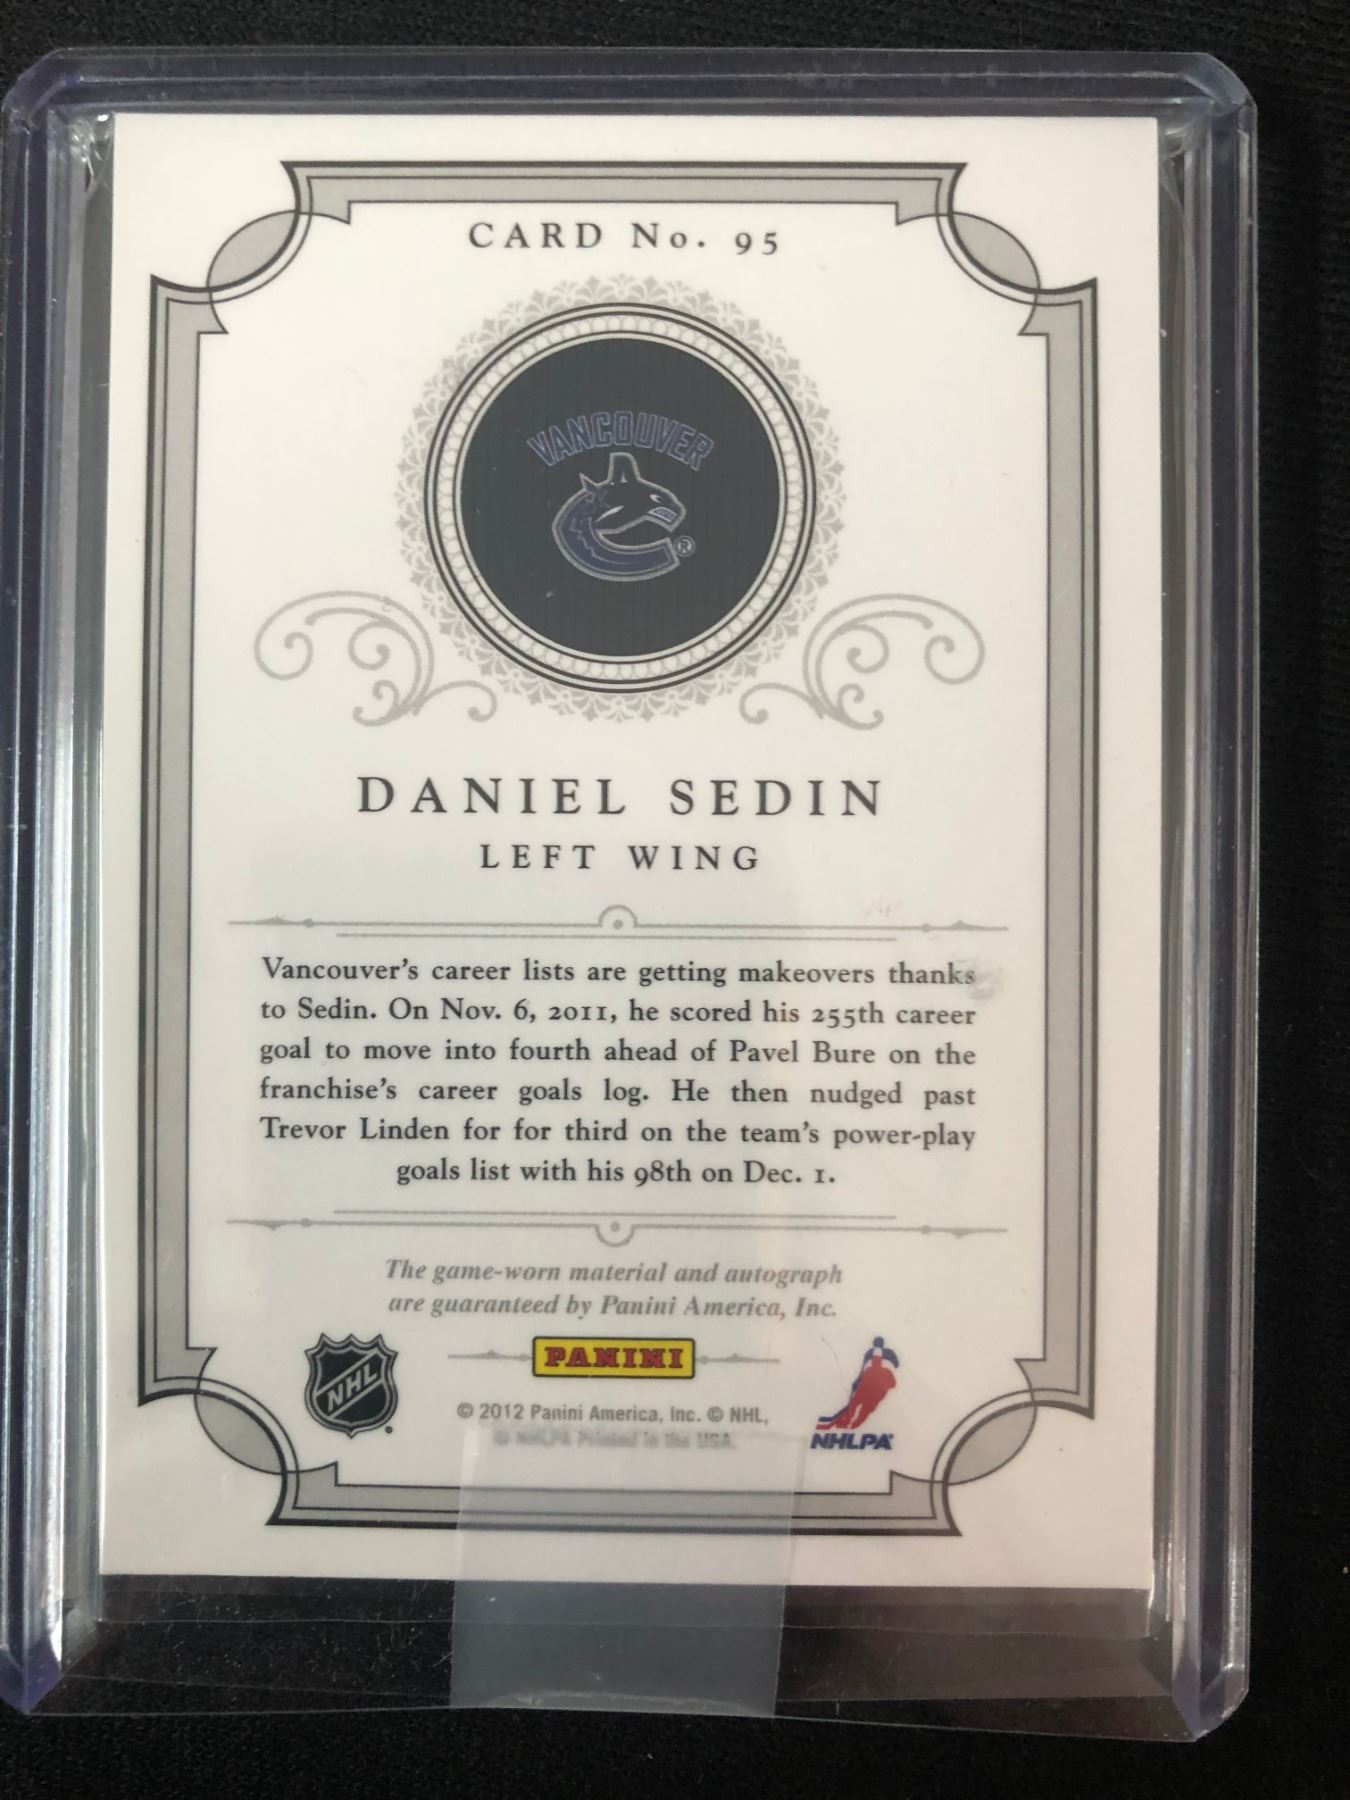 CARD No. 95
VANCOUVER
®
DANIEL SEDIN
LEFT WING
Vancouver's career lists are getting makeovers thanks
to Sedin. On Nov. 6, 2011, he scored his 255th career
goal to move into fourth ahead of Pavel Bure on the
franchise's career goals log. He then nudged past
Trevor Linden for for third on the team's power-play
goals list with his 98th on Dec. 1.
The game-worn material and autograph
are guaranteed by Panini America, Inc.
NHL
PANINI
© 2012 Panini America, Inc. © NHL,
© NHLPA Printed in the USA.
NHLPA